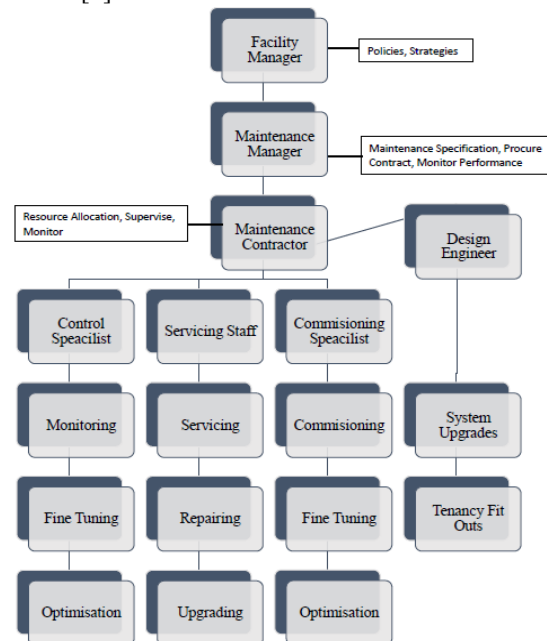 Facility
Manager
Policies, Strategies
Maintenance
Manager
Maintenance Specification, Procure
Contract, Monitor Performance
Resource Allocation, Supervise,
Monitor
Maintenance
Contractor
Design
Engineer
Control
Speacilist
Servicing Staff
Commisioning
Speacilist
Monitoring
Servicing
Commisioning
System
Upgrades
Fine Tuning
Repairing
Fine Tuning
Tenancy Fit
Outs
Optimisation
Upgrading
Optimisation